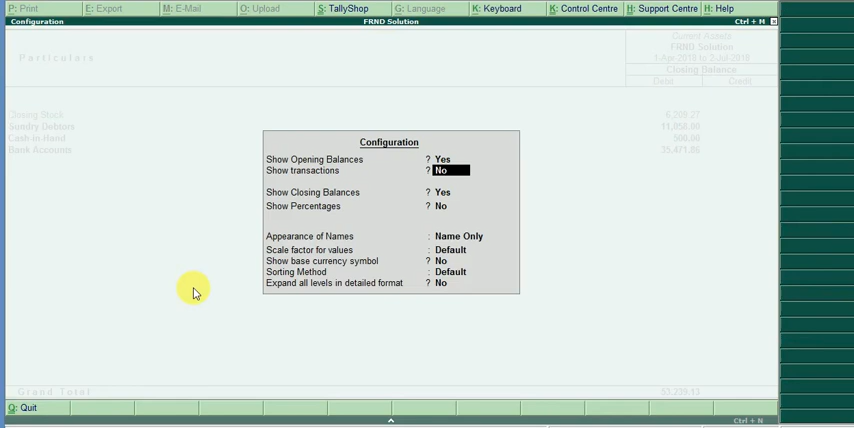 P: Print E: Export M: E-Mail O: Upload S: TallyShop G: Language K: Keyboard K: Control Centre H: Support Centre H: Help
Configuration FRND Solution Ctrl + M x
Particulars
Current Assets
FRND Solution
1-Apr-2018 to 2-Jul-2018
Closing Balance
Debit Credit
Closing Stock 6,209.27
Sundry Debtors 11,058.00
Cash-in-Hand 500.00
Bank Accounts 35,471.86
Configuration
Show Opening Balances ? Yes
Show transactions ? No
Show Closing Balances ? Yes
Show Percentages ? No
Appearance of Names : Name Only
Scale factor for values : Default
Show base currency symbol ? No
Sorting Method : Default
Expand all levels in detailed format ? No
Grand Total 53,239.13
Q: Quit
Ctrl + N